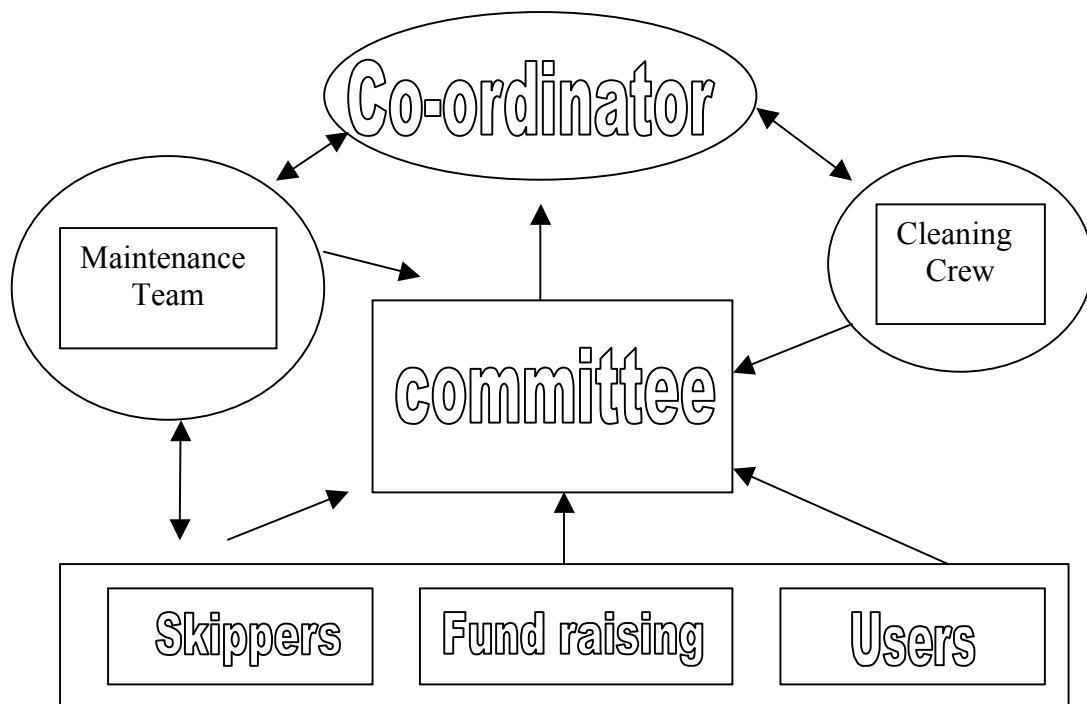 Co-ordinator
Maintenance
Team
Cleaning
Crew
committee
Skippers
Fund raising
Users